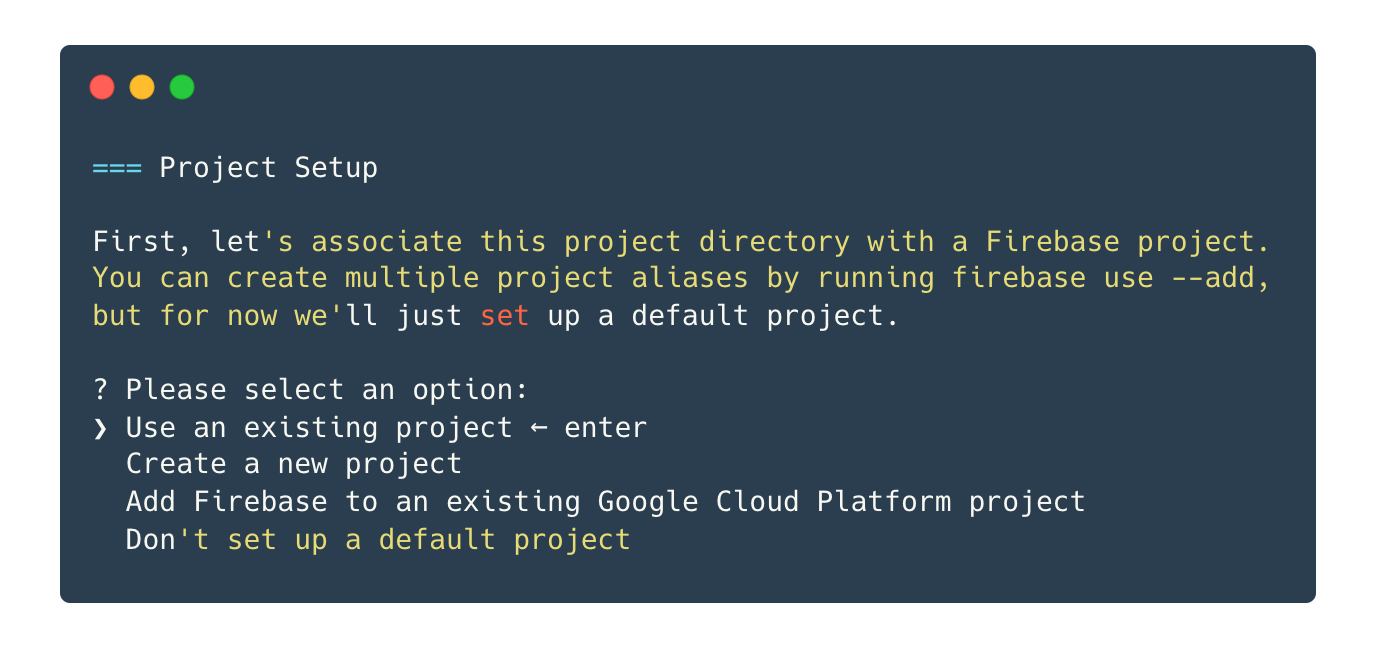 === Project Setup
First, let's associate this project directory with a Firebase project.
You can create multiple project aliases by running firebase use --add,
but for now we'll just set up a default project.
? Please select an option:
❯ Use an existing project ← enter
Create a new project
Add Firebase to an existing Google Cloud Platform project
Don't set up a default project